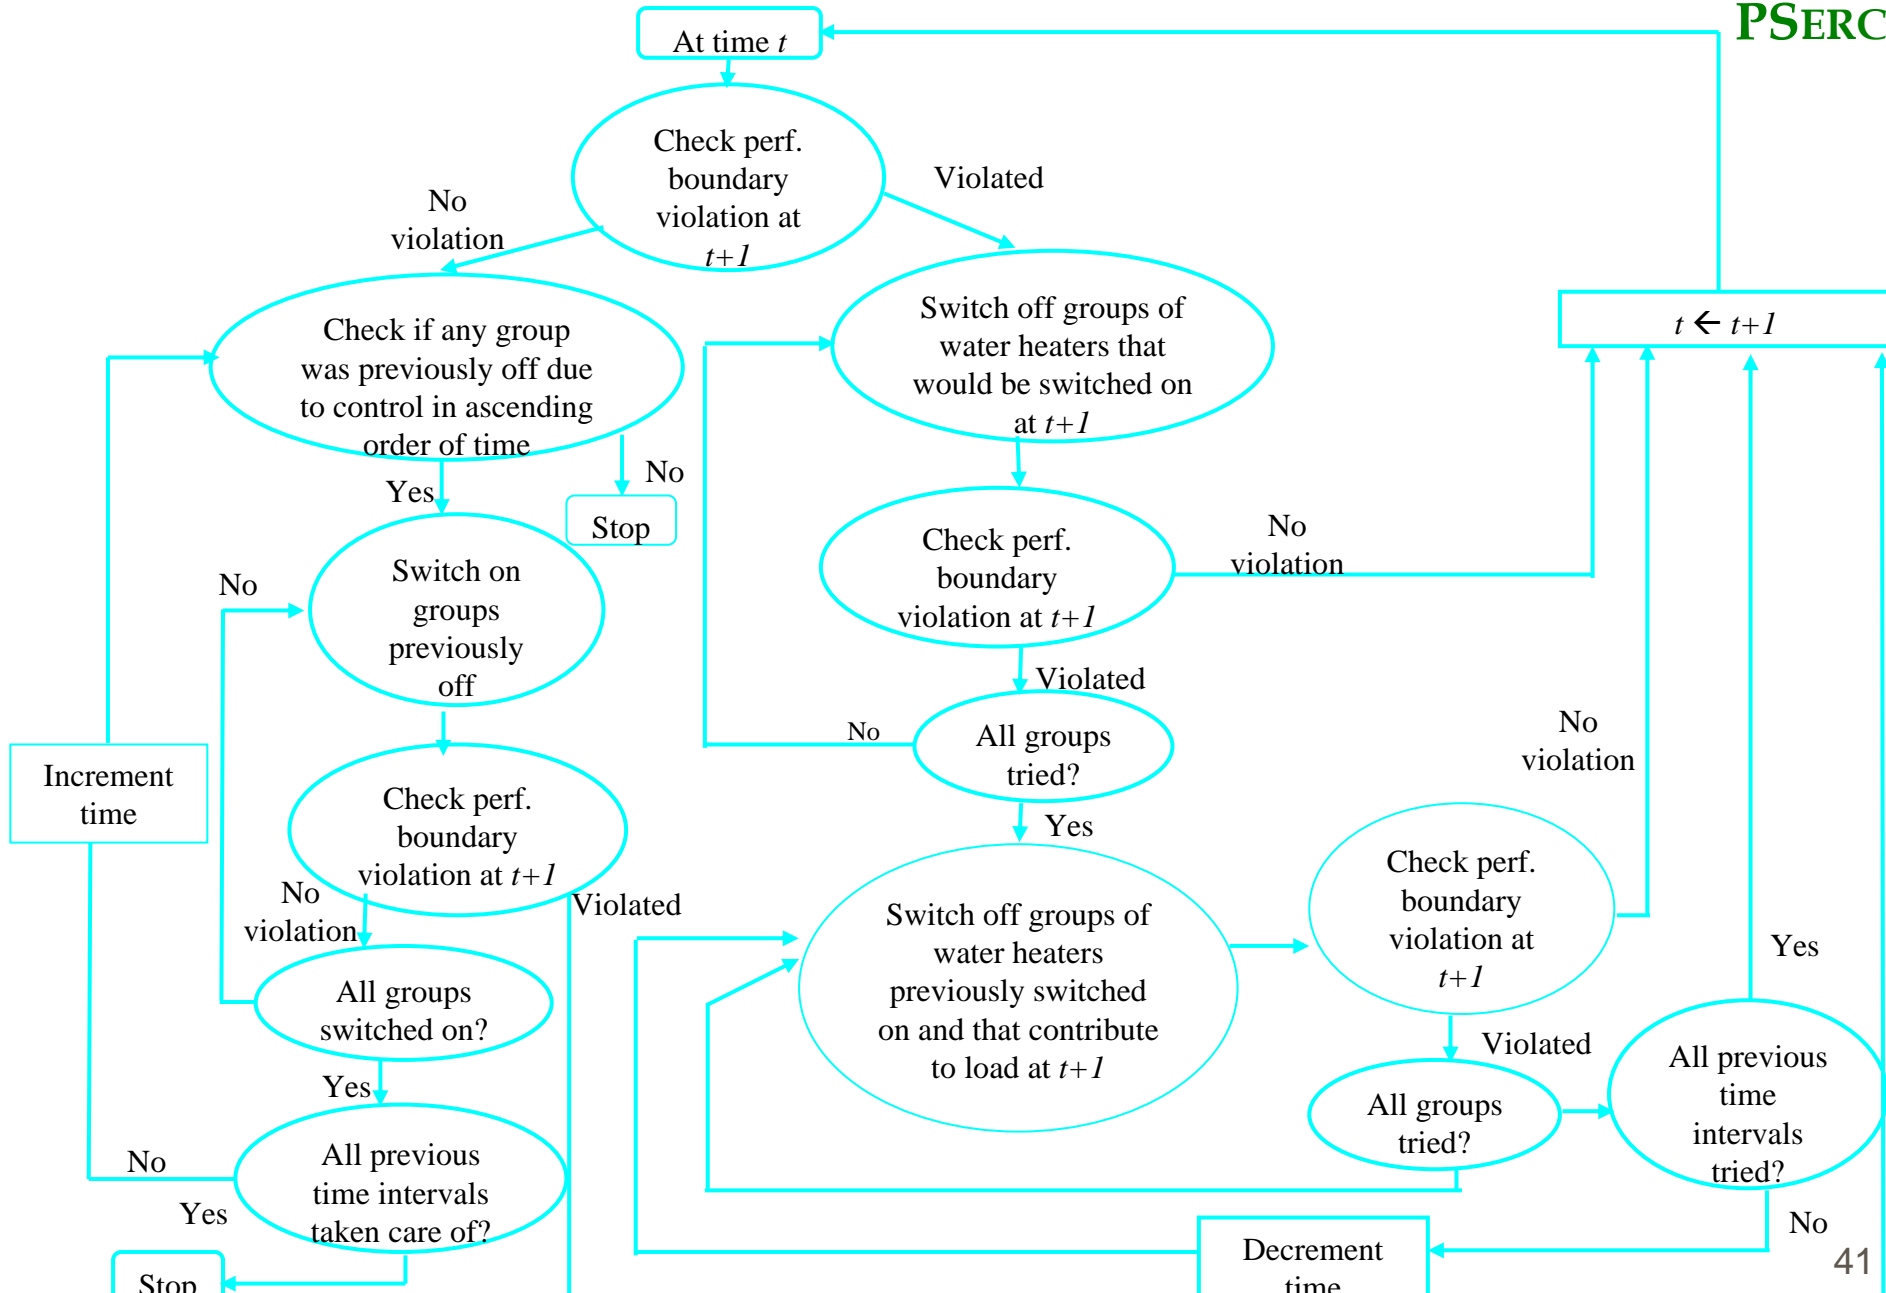 PSERC
At time t
Check perf.
boundary
violation at
t+1
Violated
No
violation
Check if any group
was previously off due
to control in ascending
order of time
Switch off groups of
water heaters that
would be switched on
at t+1
t ← t+1
No
Yes
Stop
Switch on
groups
previously
off
No
Check perf.
boundary
violation at t+1
No
violation
Violated
No
All groups
tried?
Yes
No
violation
Increment
time
Check perf.
boundary
violation at t+1
No
violation
Violated
All groups
switched on?
Yes
All previous
time intervals
taken care of?
No
Yes
Stop
Switch off groups of
water heaters
previously switched
on and that contribute
to load at t+1
Check perf.
boundary
violation at
t+1
Violated
Yes
All groups
tried?
All previous
time
intervals
tried?
No
Decrement
time
41